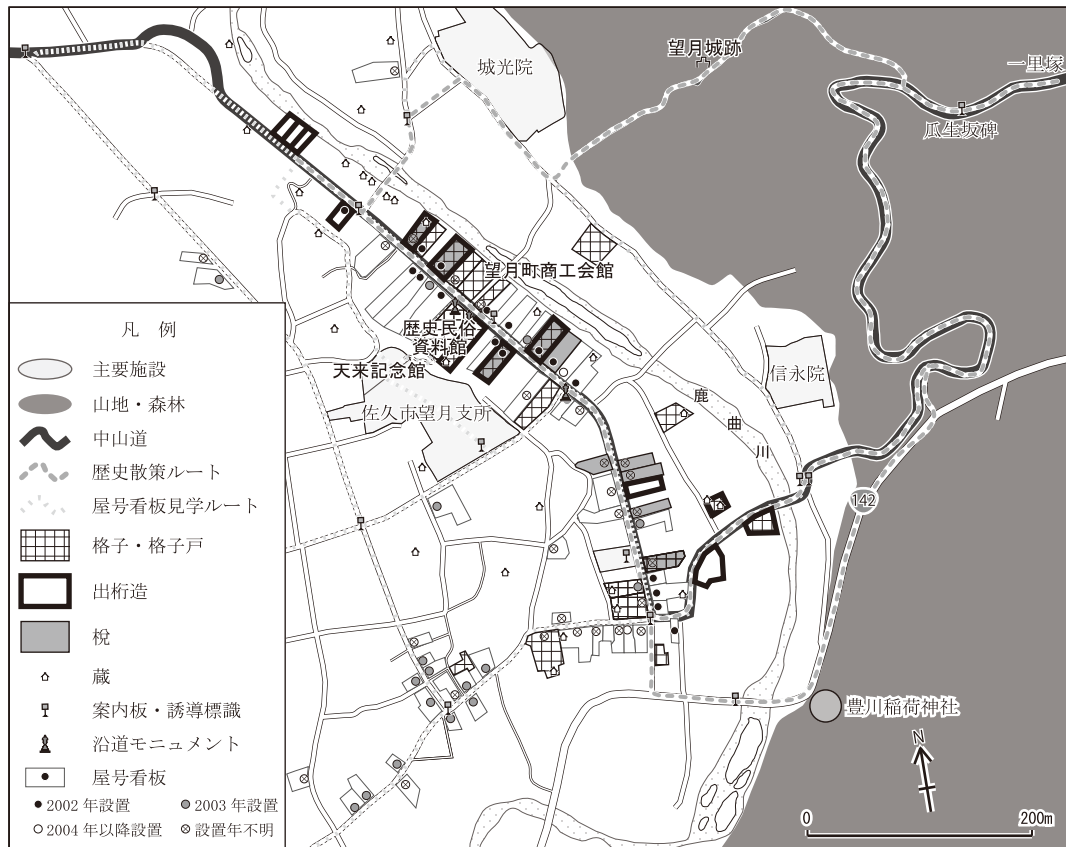 城光院
望月城跡
一里塚
瓜生坂碑
望月町商工会館
歴史民俗
資料館
天来記念館
佐久市望月支所
信永院
鹿
曲
川
142
豊川稲荷神社
凡 例
主要施設
山地・森林
中山道
歴史散策ルート
屋号看板見学ルート
格子・格子戸
出桁造
梲
蔵
案内板・誘導標識
沿道モニュメント
屋号看板
2002 年設置
2003 年設置
2004 年以降設置
設置年不明
N
0
200m